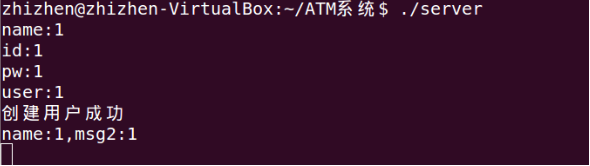 zhizhen@zhizhen-VirtualBox:~/ATM系统$ ./server
name:1
id:1
pw:1
user:1
创建用户成功
name:1,msg2:1